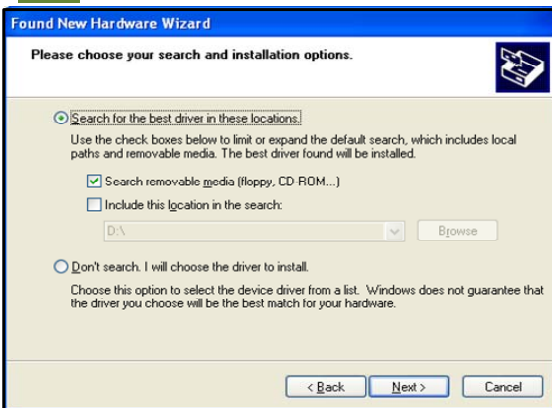 Found New Hardware Wizard
Please choose your search and installation options.
Search for the best driver in these locations.
Use the check boxes below to limit or expand the default search, which includes local
paths and removable media. The best driver found will be installed.
Search removable media (floppy, CD-ROM...)
Include this location in the search:
D:\
Browse
Don't search. I will choose the driver to install.
Choose this option to select the device driver from a list. Windows does not guarantee that
the driver you choose will be the best match for your hardware.
< Back Next > Cancel